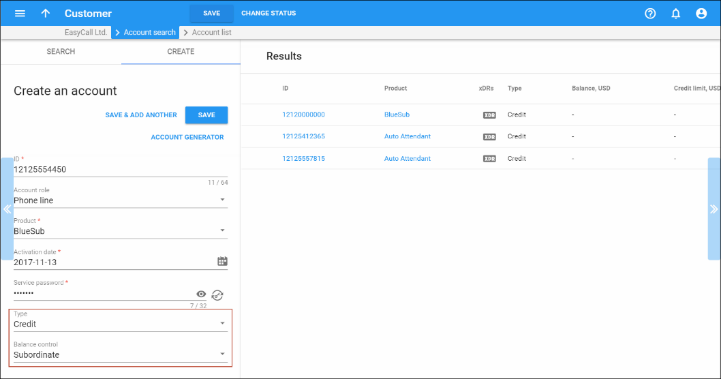 Customer SAVE CHANGE STATUS
EasyCall Ltd. Account search Account list
SEARCH CREATE
Create an account
SAVE & ADD ANOTHER SAVE
ACCOUNT GENERATOR
ID *
12125554450
11 / 64
Account role
Phone line
Product *
BlueSub
Activation date *
2017-11-13
Service password *
•••••••
7 / 32
Type
Credit
Balance control
Subordinate
Results
ID Product xDRs Type Balance, USD Credit limit, USD
12120000000 BlueSub XDR Credit - -
12125412365 Auto Attendant XDR Credit - -
12125557815 Auto Attendant XDR Credit - -